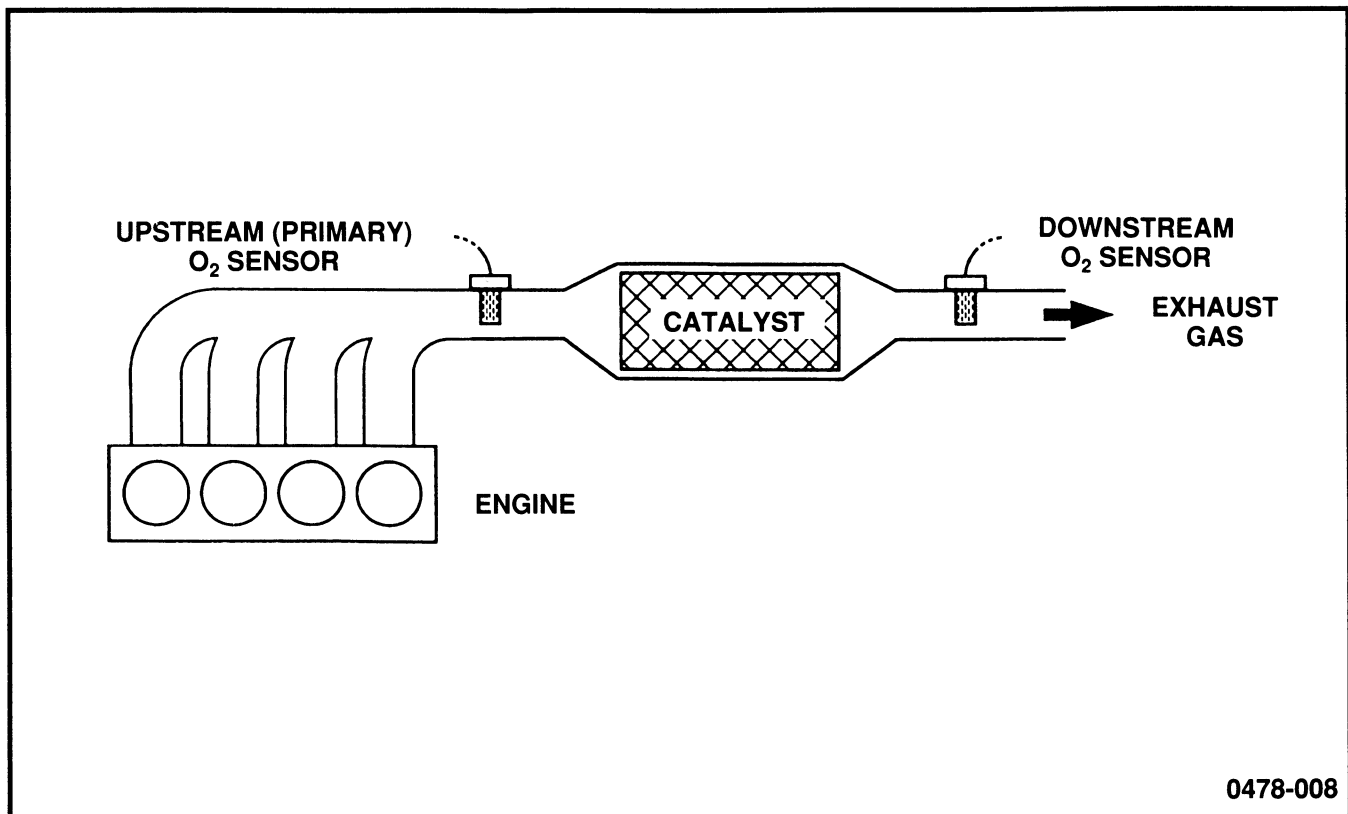 UPSTREAM (PRIMARY)
O₂ SENSOR
DOWNSTREAM
O₂ SENSOR
CATALYST
EXHAUST
GAS
ENGINE
0478-008